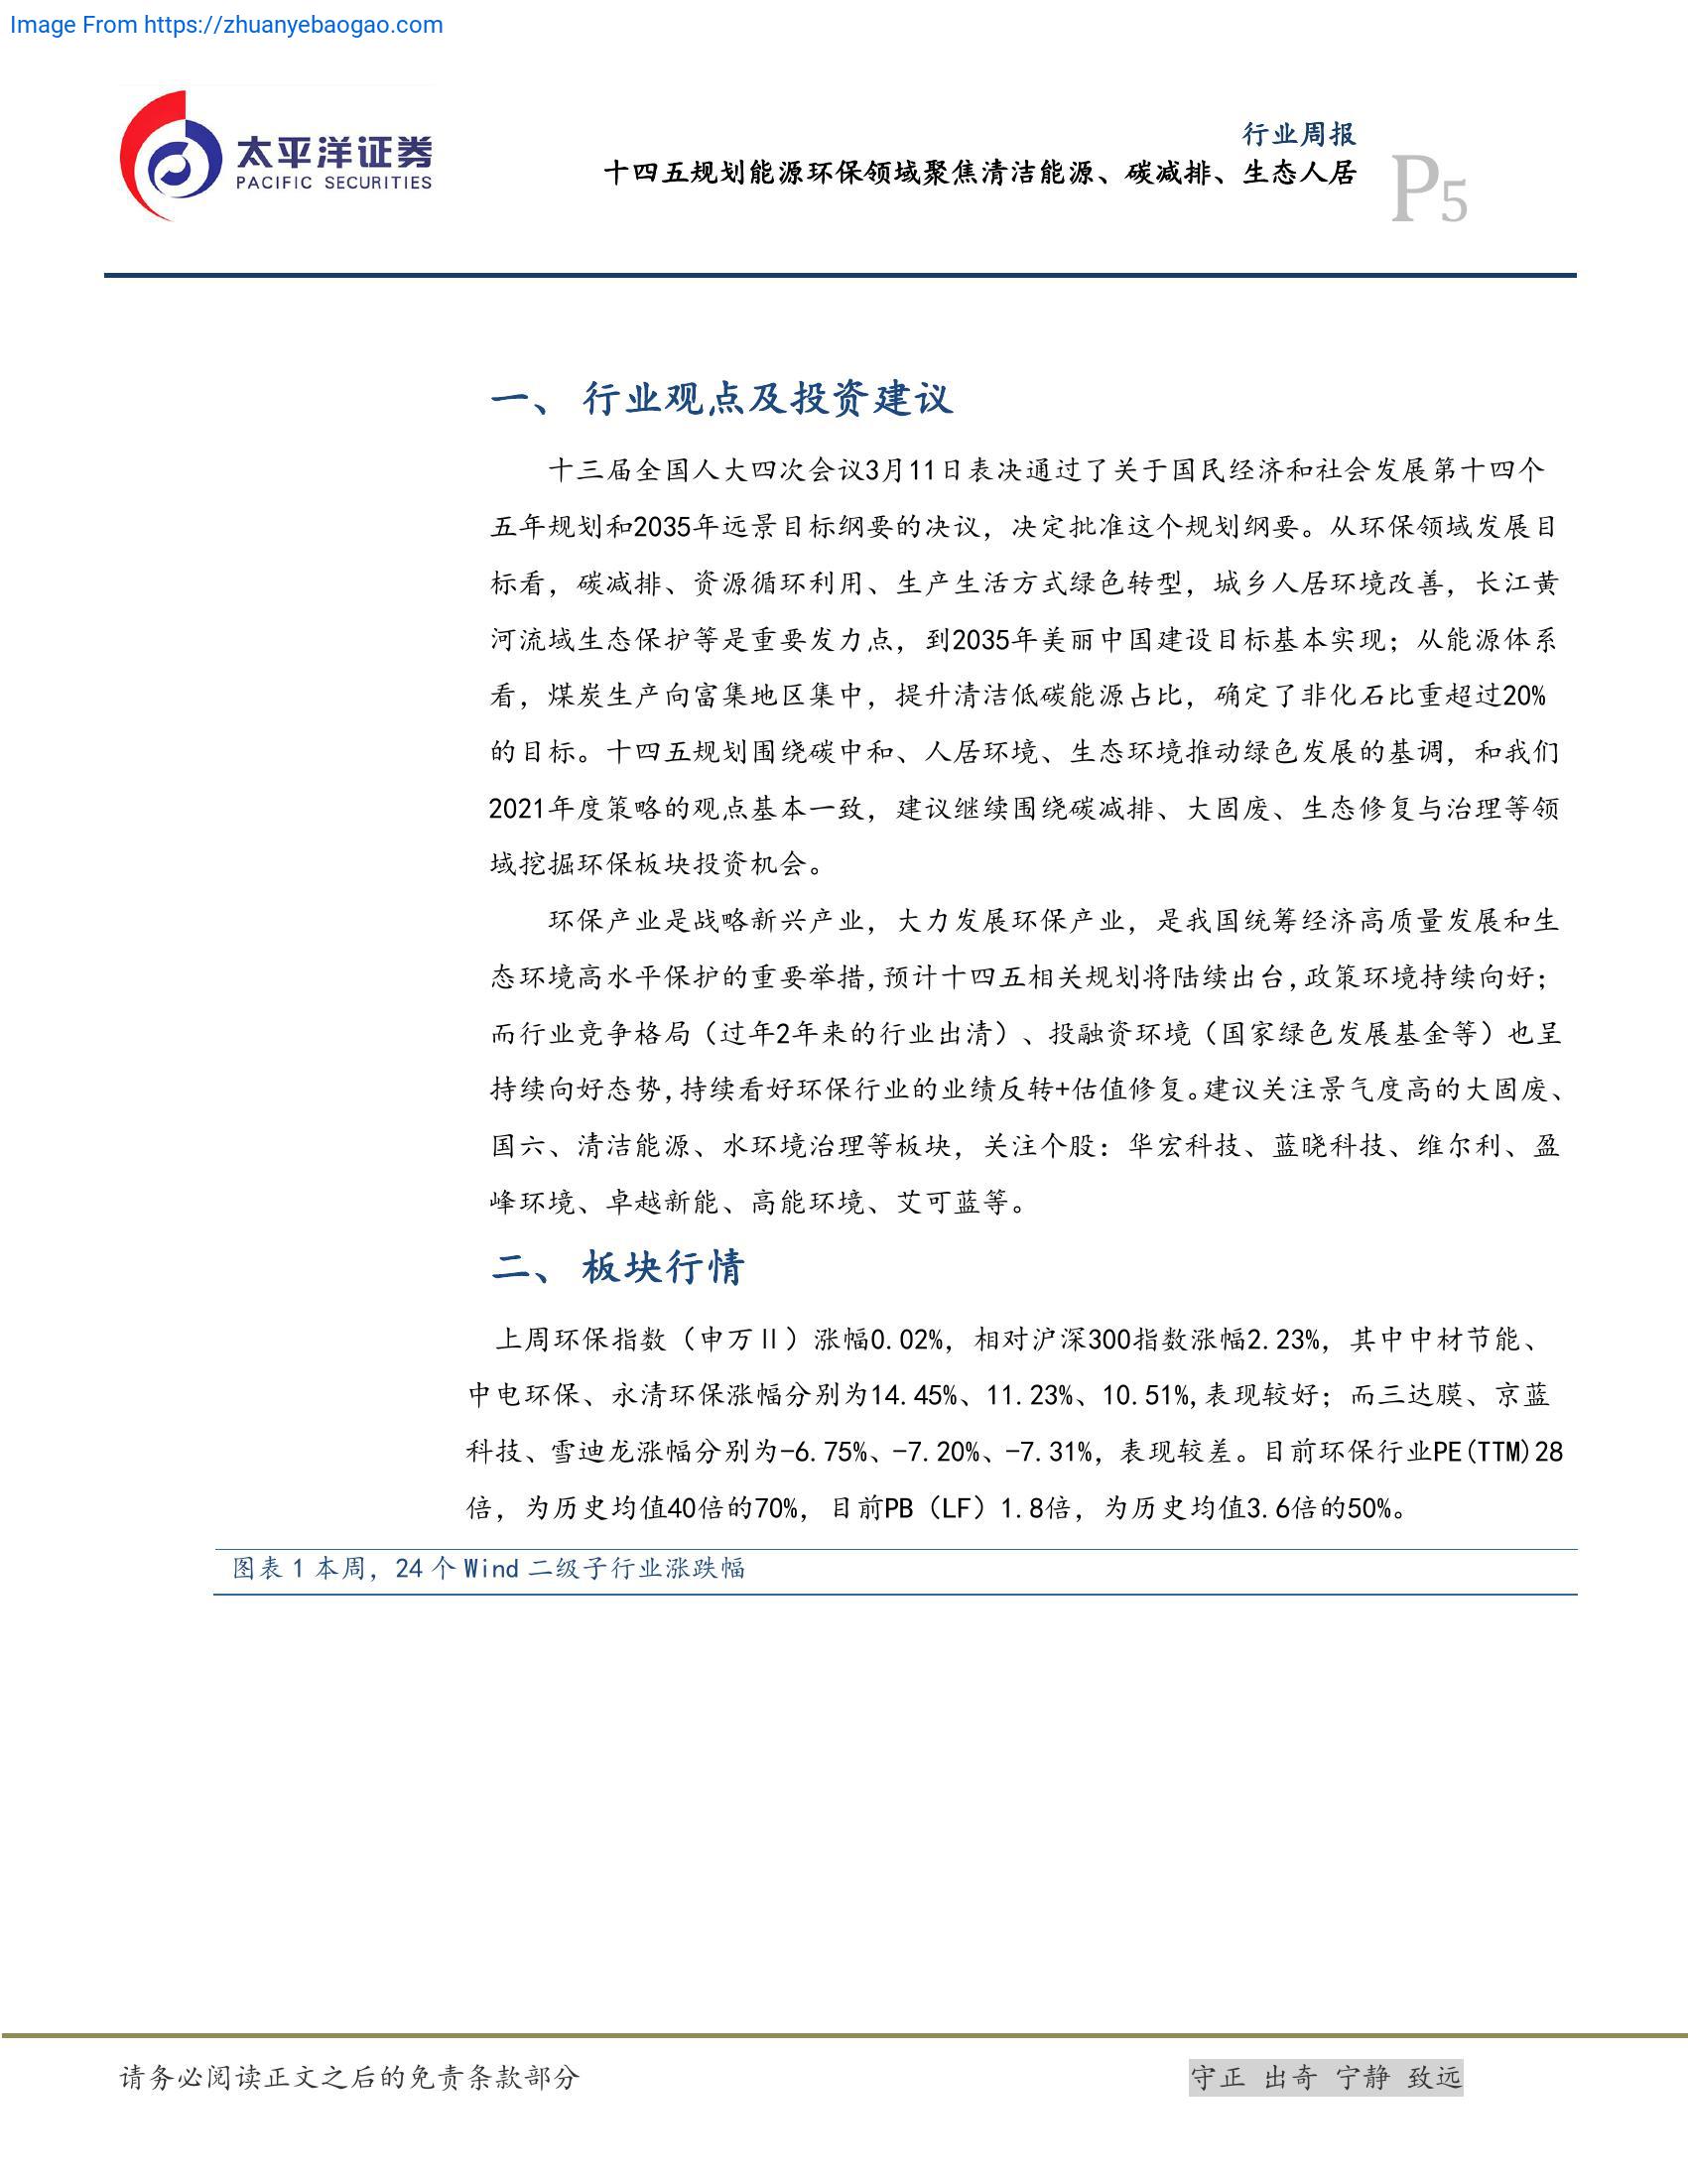 Image From https://zhuanyebaogao.com
太平洋证券
PACIFIC SECURITIES
行业周报
十四五规划能源环保领域聚焦清洁能源、碳减排、生态人居
P5
一、 行业观点及投资建议
十三届全国人大四次会议3月11日表决通过了关于国民经济和社会发展第十四个
五年规划和2035年远景目标纲要的决议，决定批准这个规划纲要。从环保领域发展目
标看，碳减排、资源循环利用、生产生活方式绿色转型，城乡人居环境改善，长江黄
河流域生态保护等是重要发力点，到2035年美丽中国建设目标基本实现；从能源体系
看，煤炭生产向富集地区集中，提升清洁低碳能源占比，确定了非化石比重超过20%
的目标。十四五规划围绕碳中和、人居环境、生态环境推动绿色发展的基调，和我们
2021年度策略的观点基本一致，建议继续围绕碳减排、大固废、生态修复与治理等领
域挖掘环保板块投资机会。
环保产业是战略新兴产业，大力发展环保产业，是我国统筹经济高质量发展和生
态环境高水平保护的重要举措,预计十四五相关规划将陆续出台,政策环境持续向好；
而行业竞争格局（过年2年来的行业出清）、投融资环境（国家绿色发展基金等）也呈
持续向好态势,持续看好环保行业的业绩反转+估值修复。建议关注景气度高的大固废、
国六、清洁能源、水环境治理等板块，关注个股：华宏科技、蓝晓科技、维尔利、盈
峰环境、卓越新能、高能环境、艾可蓝等。
二、 板块行情
上周环保指数（申万Ⅱ）涨幅0.02%，相对沪深300指数涨幅2.23%，其中中材节能、
中电环保、永清环保涨幅分别为14.45%、11.23%、10.51%,表现较好；而三达膜、京蓝
科技、雪迪龙涨幅分别为-6.75%、-7.20%、-7.31%，表现较差。目前环保行业PE(TTM)28
倍，为历史均值40倍的70%，目前PB（LF）1.8倍，为历史均值3.6倍的50%。
图表 1 本周，24 个 Wind 二级子行业涨跌幅
请务必阅读正文之后的免责条款部分
守正 出奇 宁静 致远